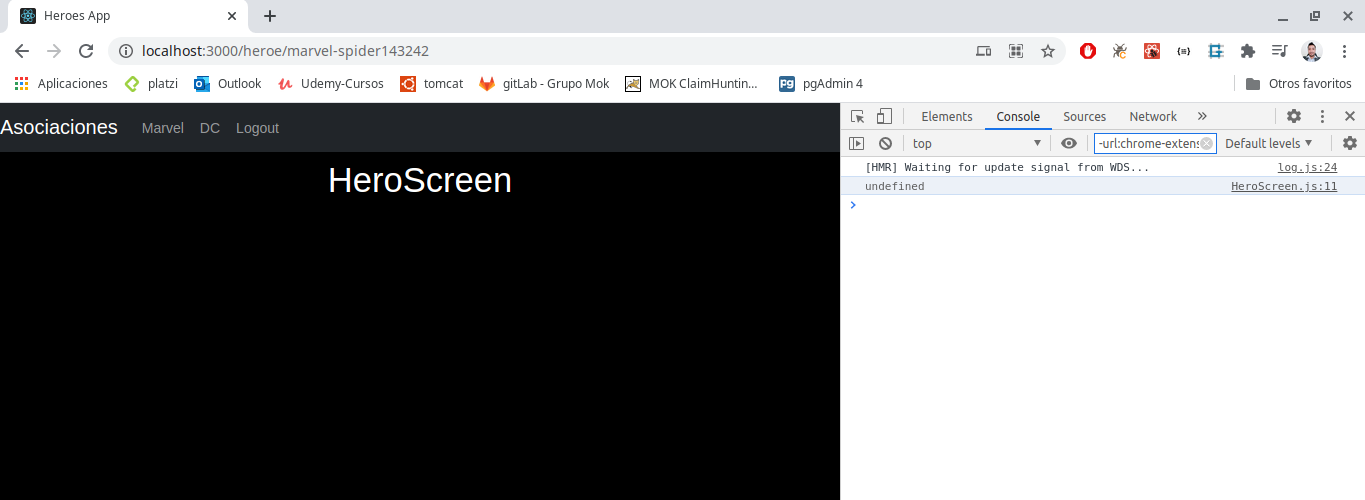 Heroes App
localhost:3000/heroe/marvel-spider143242
Aplicaciones platzi Outlook Udemy-Cursos tomcat gitLab - Grupo Mok MOK ClaimHuntin... pgAdmin 4 Otros favoritos
Asociaciones Marvel DC Logout
HeroScreen
Elements Console Sources Network
top -url:chrome-extens Default levels
[HMR] Waiting for update signal from WDS... log.js:24
undefined HeroScreen.js:11